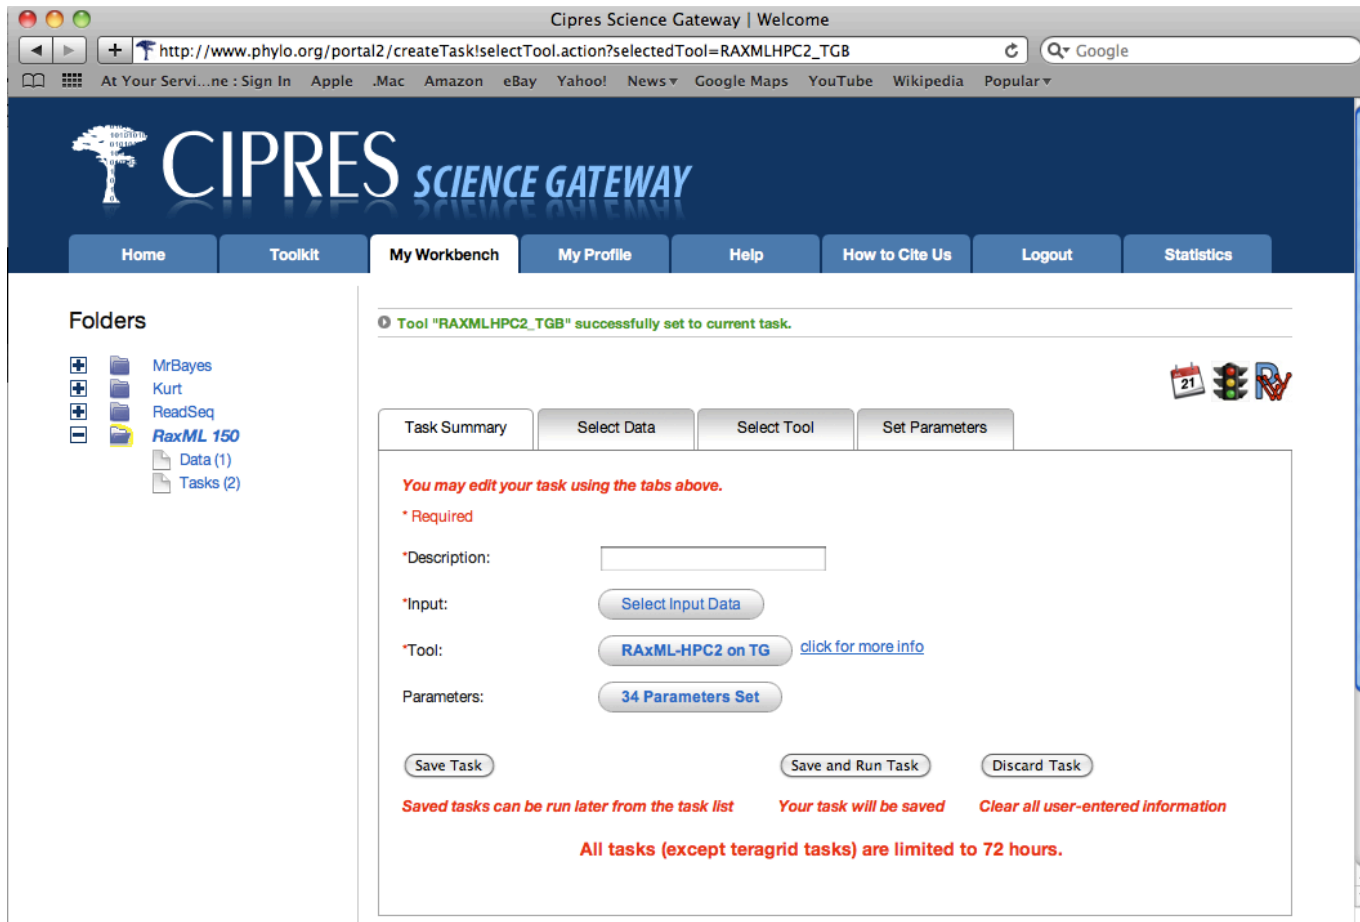 Cipres Science Gateway | Welcome
http://www.phylo.org/portal2/createTask!selectTool.action?selectedTool=RAXMLHPC2_TGB
Google
At Your Servi...ne : Sign In Apple .Mac Amazon eBay Yahoo! News Google Maps YouTube Wikipedia Popular
CIPRES SCIENCE GATEWAY
Home Toolkit My Workbench My Profile Help How to Cite Us Logout Statistics
Folders
MrBayes
Kurt
ReadSeq
RaxML 150
Data (1)
Tasks (2)
Tool "RAXMLHPC2_TGB" successfully set to current task.
21
Task Summary Select Data Select Tool Set Parameters
You may edit your task using the tabs above.
* Required
*Description:
*Input: Select Input Data
*Tool: RAxML-HPC2 on TG click for more info
Parameters: 34 Parameters Set
Save Task Save and Run Task Discard Task
Saved tasks can be run later from the task list Your task will be saved Clear all user-entered information
All tasks (except teragrid tasks) are limited to 72 hours.